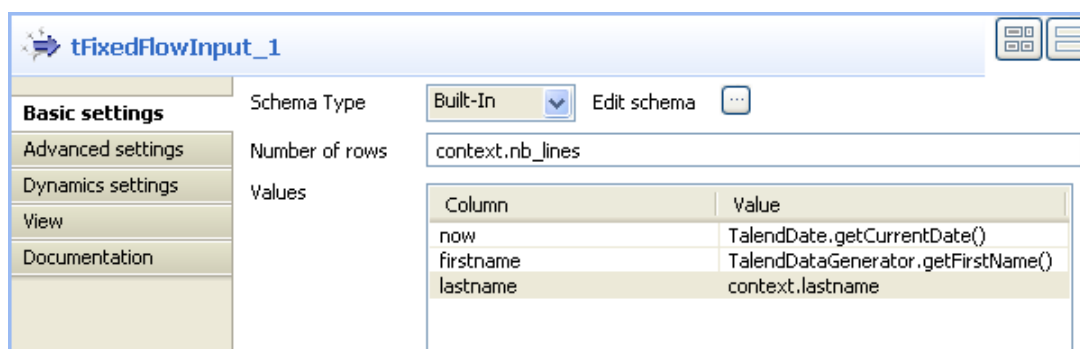 tFixedFlowInput_1
Basic settings
Advanced settings
Dynamics settings
View
Documentation
Schema Type Built-In Edit schema ...
Number of rows context.nb_lines
Values
Column Value
now TalendDate.getCurrentDate()
firstname TalendDataGenerator.getFirstName()
lastname context.lastname